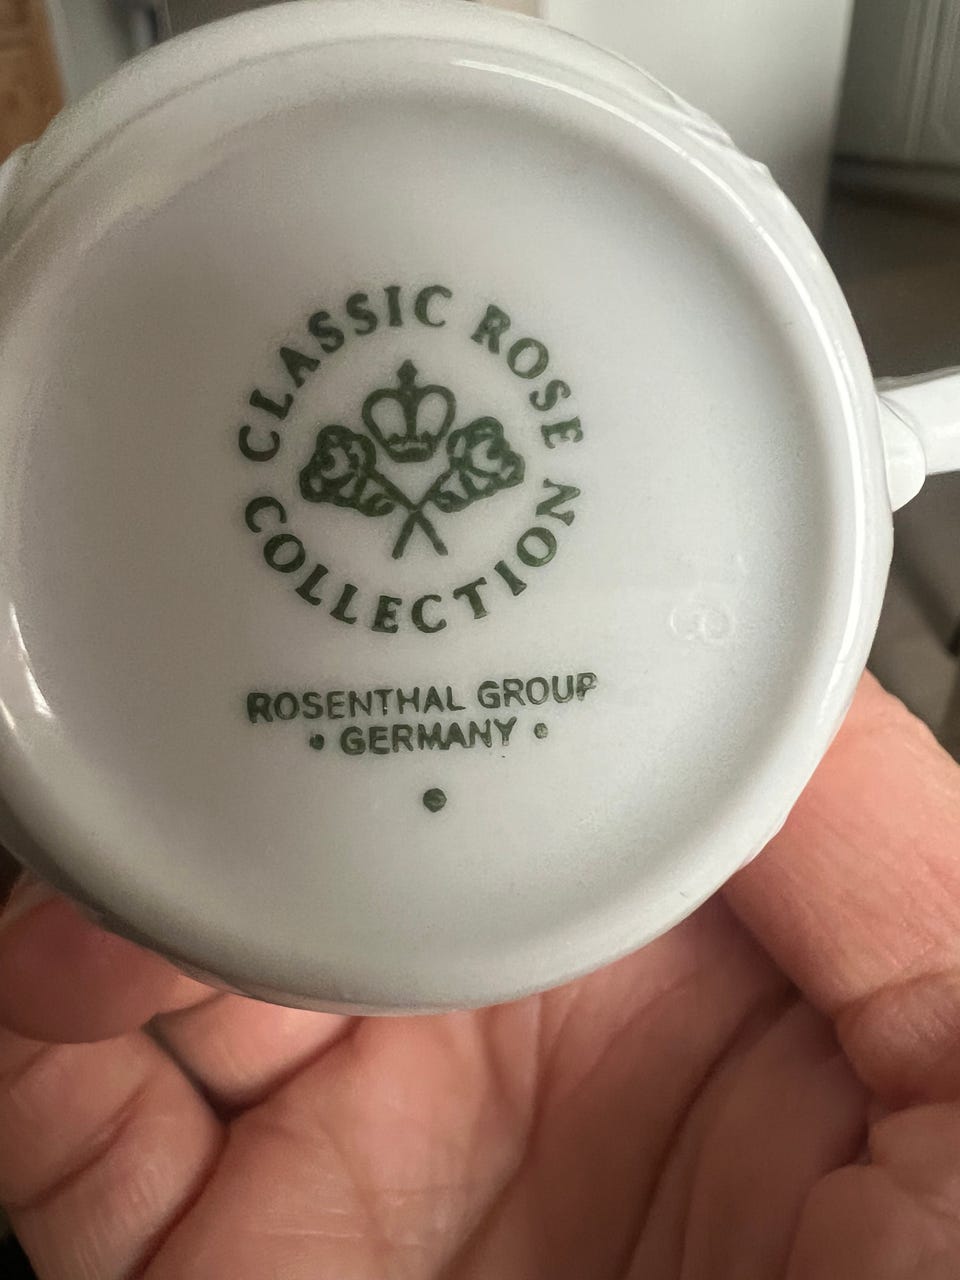 CLASSIC ROSE
COLLECTION
ROSENTHAL GROUP
• GERMANY •